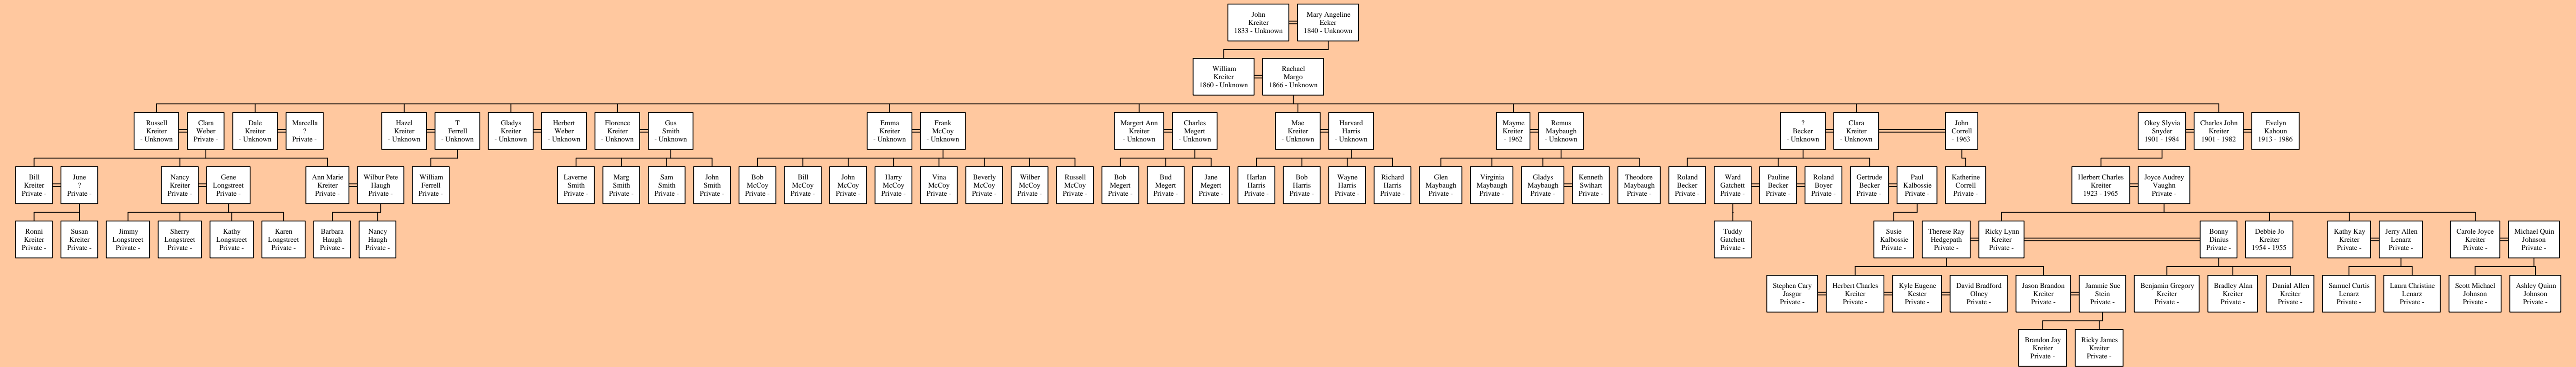 John
Kreiter
1833 - Unknown
Mary Angeline
Ecker
1840 - Unknown
William
Kreiter
1860 - Unknown
Rachael
Margo
1866 - Unknown
Russell
Kreiter
- Unknown
Clara
Weber
Private -
Dale
Kreiter
- Unknown
Marcella
?
Private -
Hazel
Kreiter
- Unknown
T
Ferrell
- Unknown
Gladys
Kreiter
- Unknown
Herbert
Weber
- Unknown
Florence
Kreiter
- Unknown
Gus
Smith
- Unknown
Emma
Kreiter
- Unknown
Frank
McCoy
- Unknown
Margert Ann
Kreiter
- Unknown
Charles
Megert
- Unknown
Mae
Kreiter
- Unknown
Harvard
Harris
- Unknown
Mayme
Kreiter
- 1962
Remus
Maybaugh
- Unknown
?
Becker
- Unknown
Clara
Kreiter
- Unknown
John
Correll
- 1963
Okey Slyvia
Snyder
1901 - 1984
Charles John
Kreiter
1901 - 1982
Evelyn
Kahoun
1913 - 1986
Bill
Kreiter
Private -
June
?
Private -
Nancy
Kreiter
Private -
Gene
Longstreet
Private -
Ann Marie
Kreiter
Private -
Wilbur Pete
Haugh
Private -
William
Ferrell
Private -
Laverne
Smith
Private -
Marg
Smith
Private -
Sam
Smith
Private -
John
Smith
Private -
Bob
McCoy
Private -
Bill
McCoy
Private -
John
McCoy
Private -
Harry
McCoy
Private -
Vina
McCoy
Private -
Beverly
McCoy
Private -
Wilber
McCoy
Private -
Russell
McCoy
Private -
Bob
Megert
Private -
Bud
Megert
Private -
Jane
Megert
Private -
Harlan
Harris
Private -
Bob
Harris
Private -
Wayne
Harris
Private -
Richard
Harris
Private -
Glen
Maybaugh
Private -
Virginia
Maybaugh
Private -
Gladys
Maybaugh
Private -
Kenneth
Swihart
Private -
Theodore
Maybaugh
Private -
Roland
Becker
Private -
Ward
Gatchett
Private -
Pauline
Becker
Private -
Roland
Boyer
Private -
Gertrude
Becker
Private -
Paul
Kalbossie
Private -
Katherine
Correll
Private -
Herbert Charles
Kreiter
1923 - 1965
Joyce Audrey
Vaughn
Private -
Ronni
Kreiter
Private -
Susan
Kreiter
Private -
Jimmy
Longstreet
Private -
Sherry
Longstreet
Private -
Kathy
Longstreet
Private -
Karen
Longstreet
Private -
Barbara
Haugh
Private -
Nancy
Haugh
Private -
Tuddy
Gatchett
Private -
Susie
Kalbossie
Private -
Therese Ray
Hedgepath
Private -
Ricky Lynn
Kreiter
Private -
Bonny
Dinius
Private -
Debbie Jo
Kreiter
1954 - 1955
Kathy Kay
Kreiter
Private -
Jerry Allen
Lenarz
Private -
Carole Joyce
Kreiter
Private -
Michael Quin
Johnson
Private -
Stephen Cary
Jasgur
Private -
Herbert Charles
Kreiter
Private -
Kyle Eugene
Kester
Private -
David Bradford
Olney
Private -
Jason Brandon
Kreiter
Private -
Jammie Sue
Stein
Private -
Benjamin Gregory
Kreiter
Private -
Bradley Alan
Kreiter
Private -
Danial Allen
Kreiter
Private -
Samuel Curtis
Lenarz
Private -
Laura Christine
Lenarz
Private -
Scott Michael
Johnson
Private -
Ashley Quinn
Johnson
Private -
Brandon Jay
Kreiter
Private -
Ricky James
Kreiter
Private -